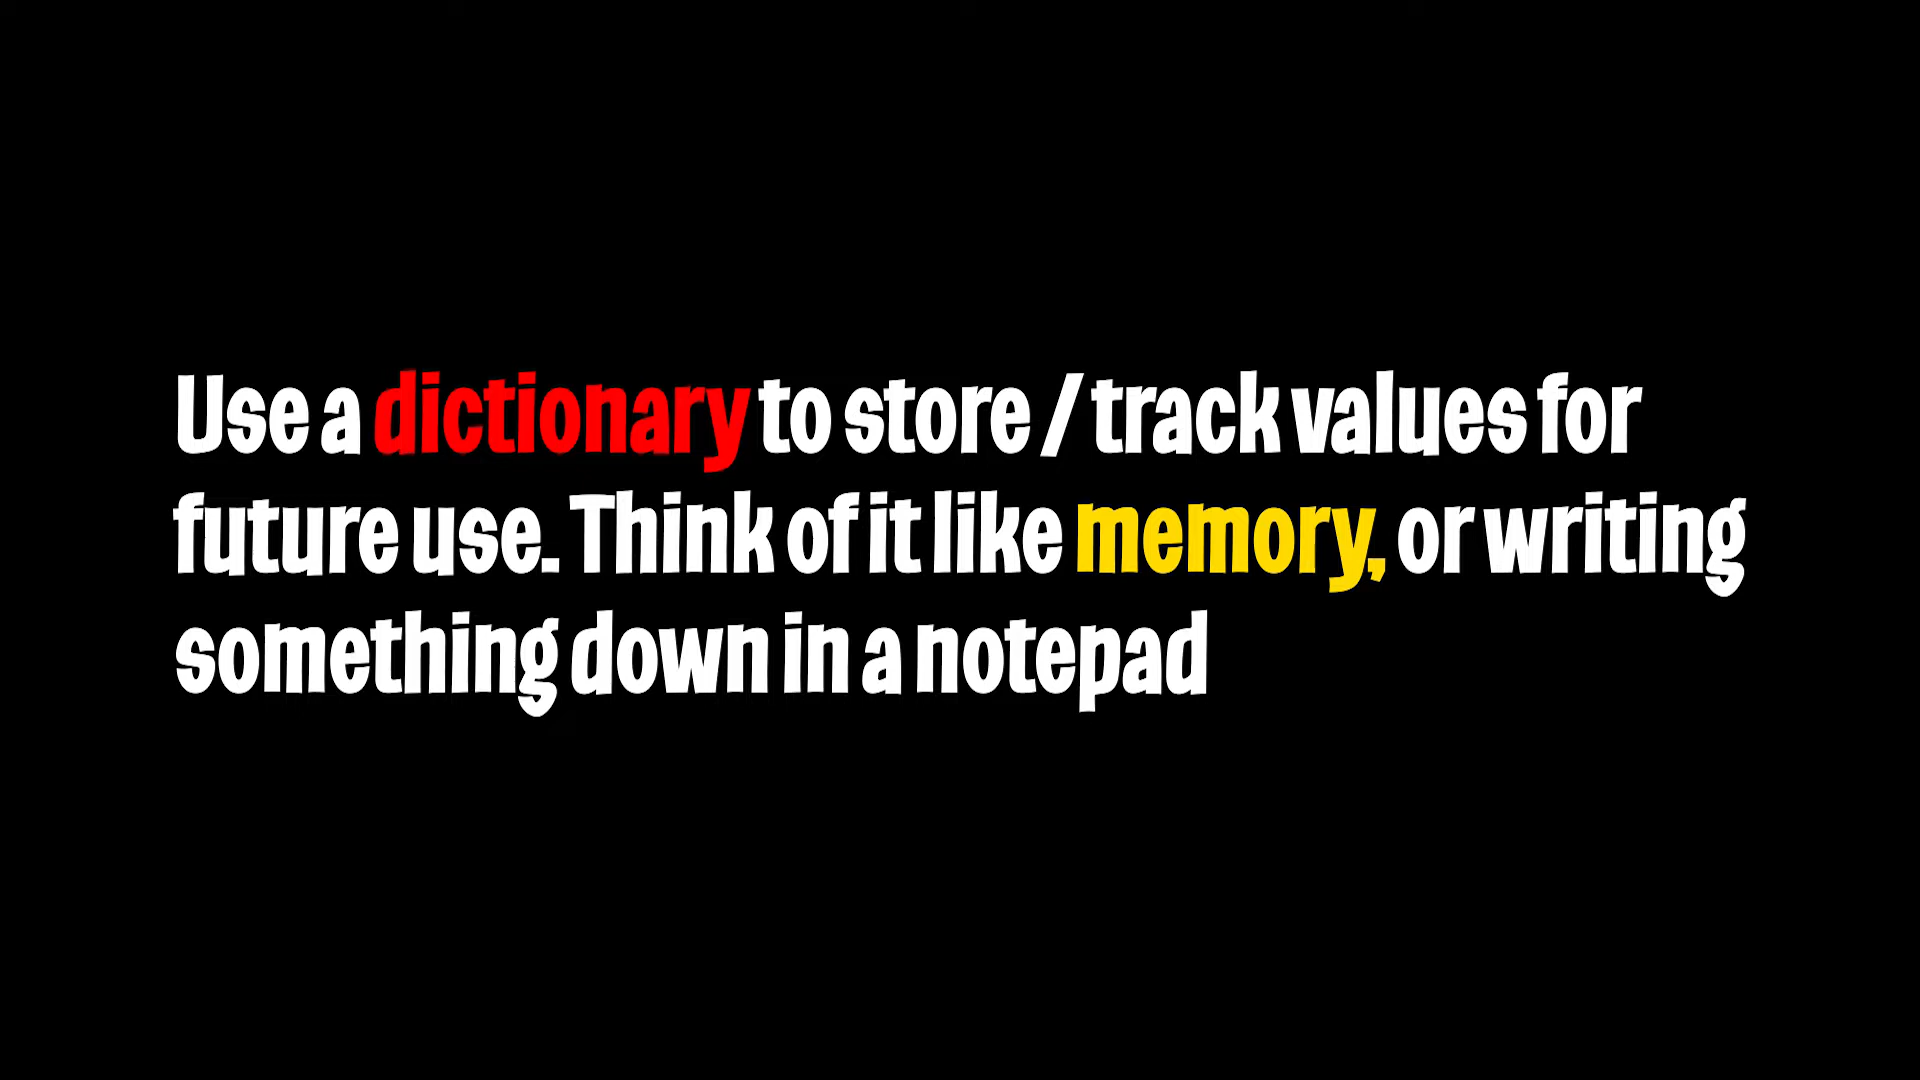 Use a dictionary to store / track values for
future use. Think of it like memory, or writing
something down in a notepad